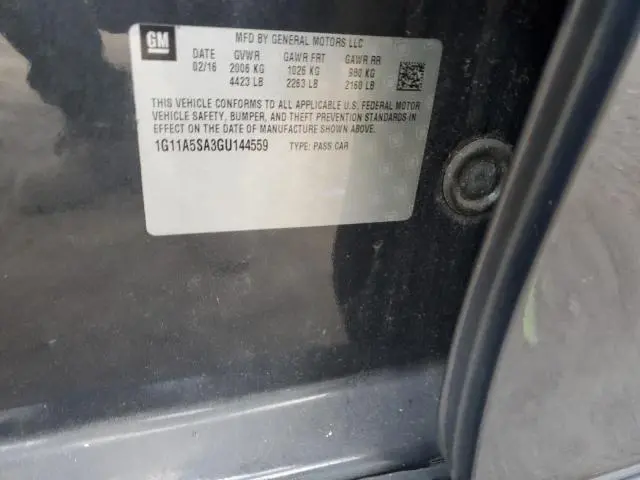 GM
MFD BY GENERAL MOTORS LLC
DATE GVWR GAWR FRT GAWR RR
02/16 2006 KG 1026 KG 980 KG
4423 LB 2263 LB 2160 LB
THIS VEHICLE CONFORMS TO ALL APPLICABLE U.S. FEDERAL MOTOR
VEHICLE SAFETY, BUMPER, AND THEFT PREVENTION STANDARDS IN
EFFECT ON THE DATE OF MANUFACTURE SHOWN ABOVE.
1G11A5SA3GU144559 TYPE: PASS CAR